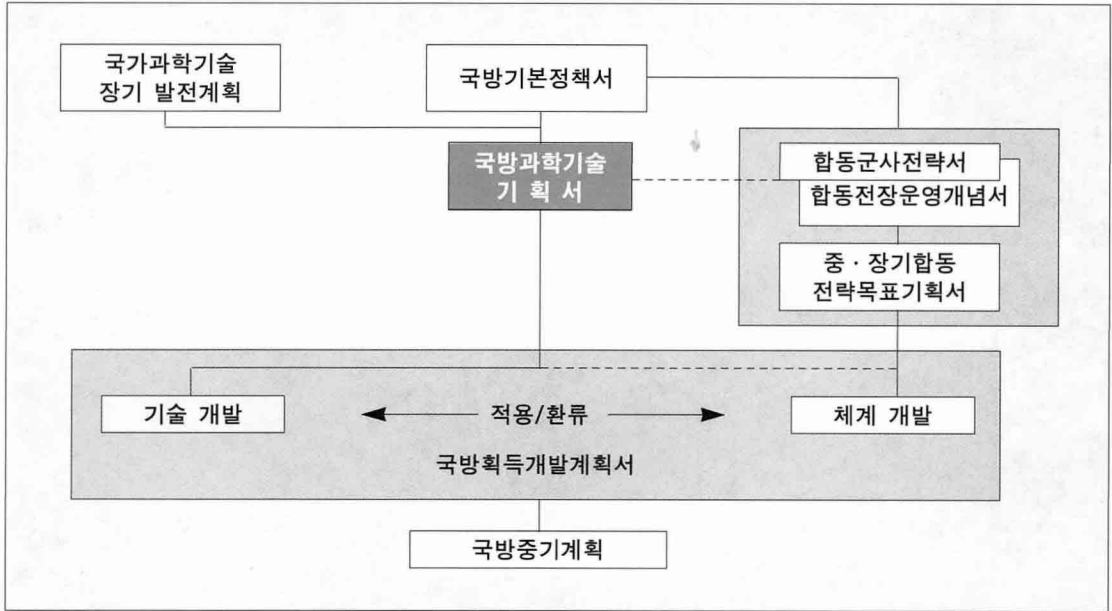 국가과학기술
장기 발전계획
국방기본정책서
국방과학기술
기 획 서
합동군사전략서
합동전장운영개념서
중 · 장기합동
전략목표기획서
기술 개발
적용/환류
체계 개발
국방획득개발계획서
국방중기계획